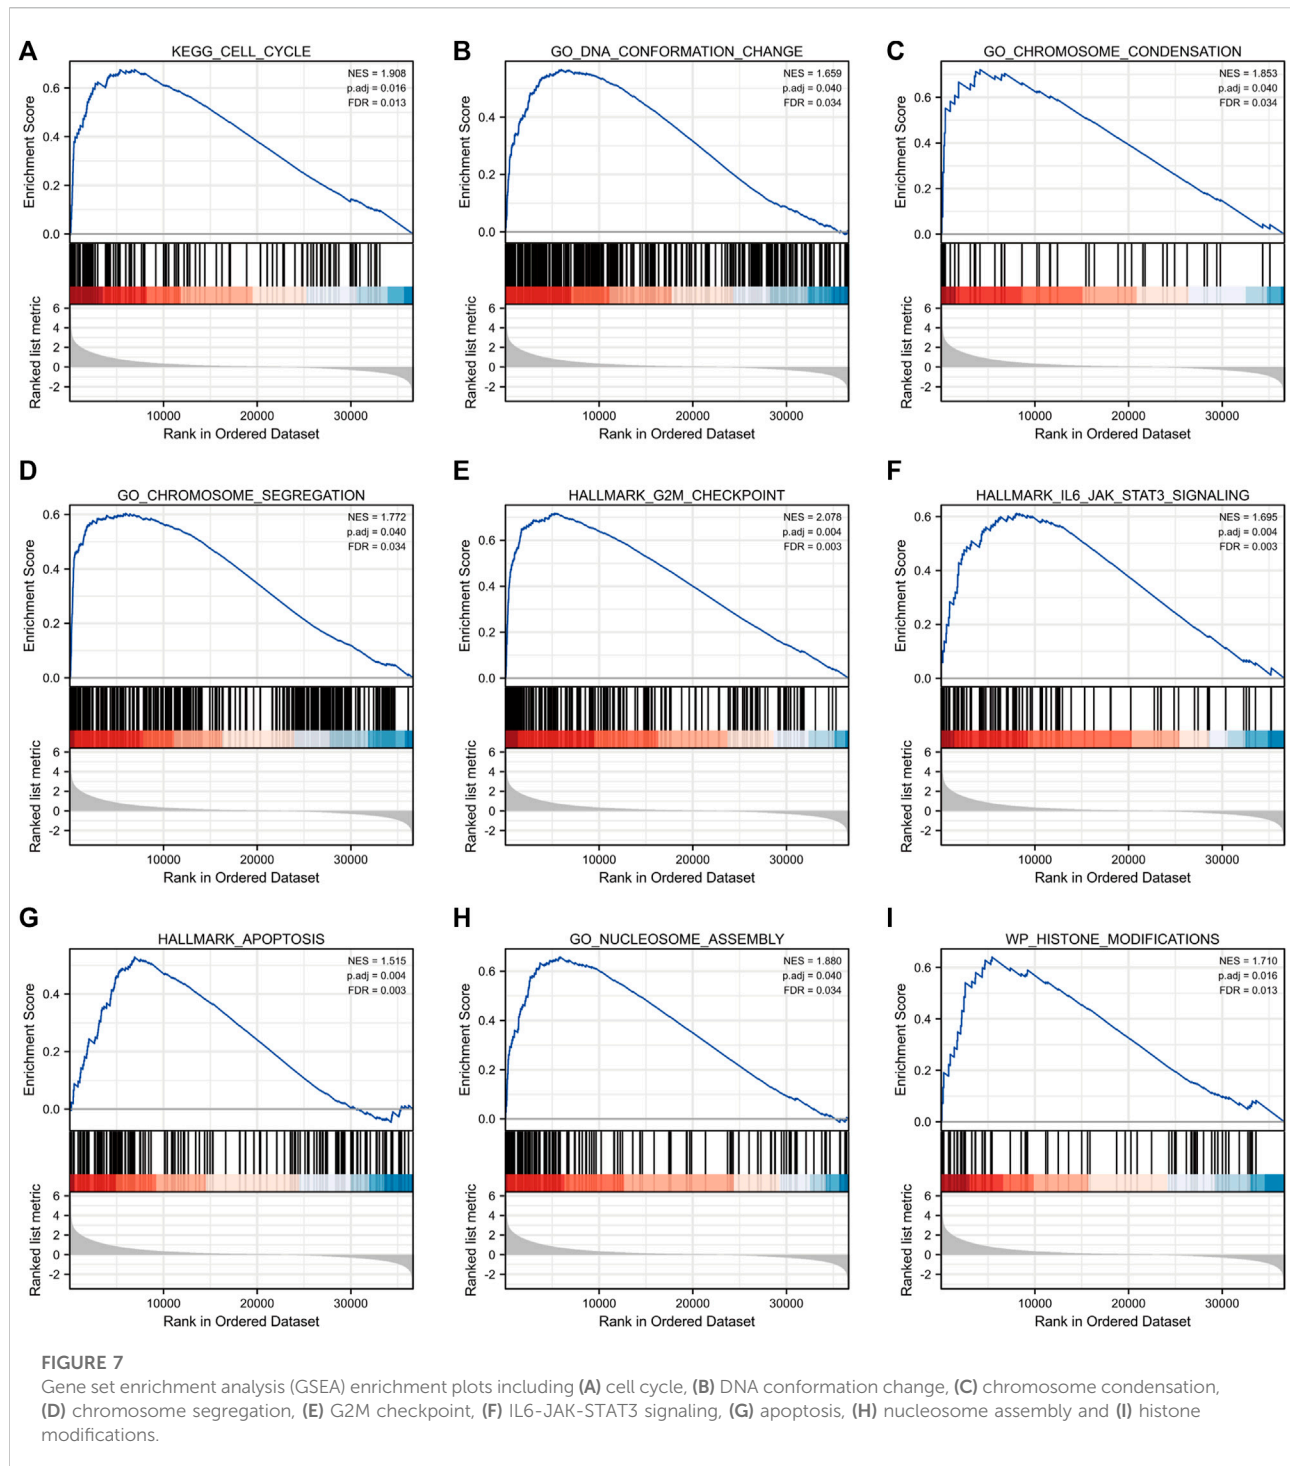 A
KEGG_CELL_CYCLE
NES = 1.908
p.adj = 0.016
FDR = 0.013
Enrichment Score
0.6
0.4
0.2
0.0
Ranked list metric
6
4
2
0
-2
10000 20000 30000
Rank in Ordered Dataset
B
GO_DNA_CONFORMATION_CHANGE
NES = 1.659
p.adj = 0.040
FDR = 0.034
Enrichment Score
0.4
0.2
0.0
Ranked list metric
6
4
2
0
-2
10000 20000 30000
Rank in Ordered Dataset
C
GO_CHROMOSOME_CONDENSATION
NES = 1.853
p.adj = 0.040
FDR = 0.034
Enrichment Score
0.6
0.4
0.2
0.0
Ranked list metric
6
4
2
0
-2
10000 20000 30000
Rank in Ordered Dataset
D
GO_CHROMOSOME_SEGREGATION
NES = 1.772
p.adj = 0.040
FDR = 0.034
Enrichment Score
0.6
0.4
0.2
0.0
Ranked list metric
6
4
2
0
-2
10000 20000 30000
Rank in Ordered Dataset
E
HALLMARK_G2M_CHECKPOINT
NES = 2.078
p.adj = 0.004
FDR = 0.003
Enrichment Score
0.6
0.4
0.2
0.0
Ranked list metric
6
4
2
0
-2
10000 20000 30000
Rank in Ordered Dataset
F
HALLMARK_IL6_JAK_STAT3_SIGNALING
NES = 1.695
p.adj = 0.004
FDR = 0.003
Enrichment Score
0.6
0.4
0.2
0.0
Ranked list metric
6
4
2
0
-2
10000 20000 30000
Rank in Ordered Dataset
G
HALLMARK_APOPTOSIS
NES = 1.515
p.adj = 0.004
FDR = 0.003
Enrichment Score
0.4
0.2
0.0
Ranked list metric
6
4
2
0
-2
10000 20000 30000
Rank in Ordered Dataset
H
GO_NUCLEOSOME_ASSEMBLY
NES = 1.880
p.adj = 0.040
FDR = 0.034
Enrichment Score
0.6
0.4
0.2
0.0
Ranked list metric
6
4
2
0
-2
10000 20000 30000
Rank in Ordered Dataset
I
WP_HISTONE_MODIFICATIONS
NES = 1.710
p.adj = 0.016
FDR = 0.013
Enrichment Score
0.6
0.4
0.2
0.0
Ranked list metric
6
4
2
0
-2
10000 20000 30000
Rank in Ordered Dataset
FIGURE 7
Gene set enrichment analysis (GSEA) enrichment plots including (A) cell cycle, (B) DNA conformation change, (C) chromosome condensation,
(D) chromosome segregation, (E) G2M checkpoint, (F) IL6-JAK-STAT3 signaling, (G) apoptosis, (H) nucleosome assembly and (I) histone
modifications.